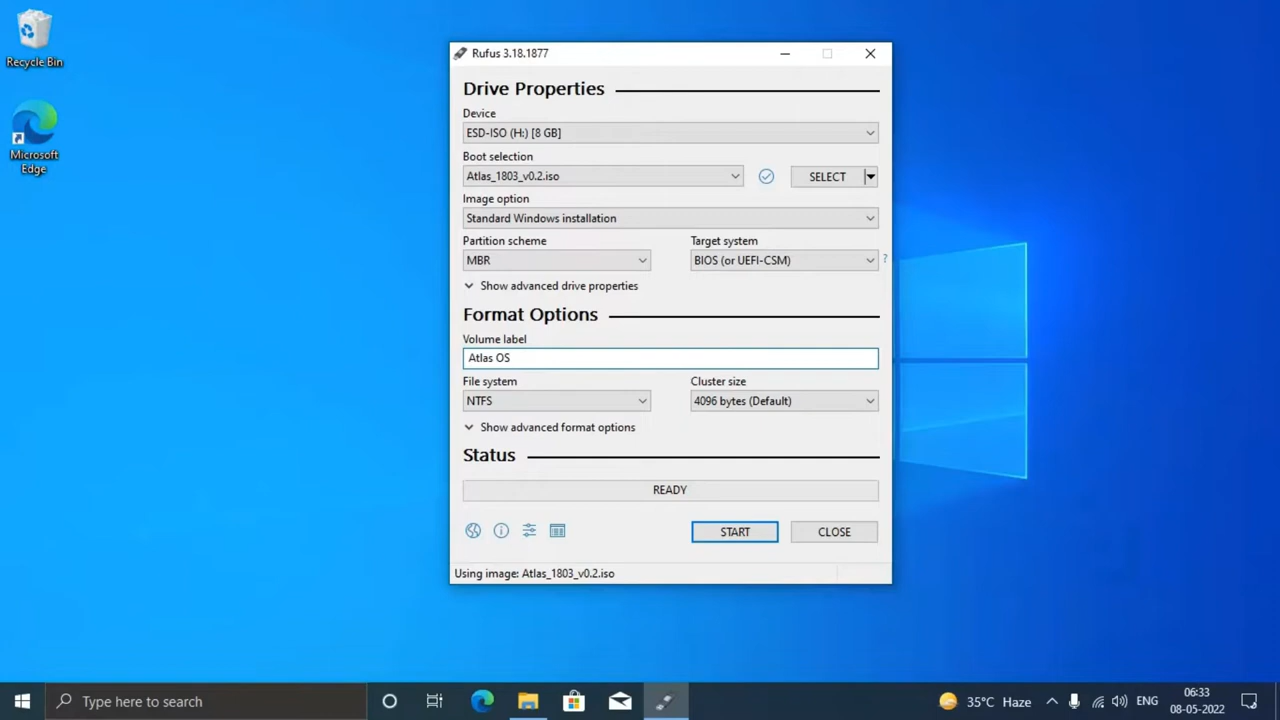 Recycle Bin
Microsoft
Edge
Rufus 3.18.1877
Drive Properties
Device
ESD-ISO (H:) [8 GB]
Boot selection
Atlas_1803_v0.2.iso
SELECT
Image option
Standard Windows installation
Partition scheme
Target system
MBR
BIOS (or UEFI-CSM)
?
Show advanced drive properties
Format Options
Volume label
Atlas OS
File system
Cluster size
NTFS
4096 bytes (Default)
Show advanced format options
Status
READY
START
CLOSE
Using image: Atlas_1803_v0.2.iso
Type here to search
35°C Haze
ENG
06:33
08-05-2022